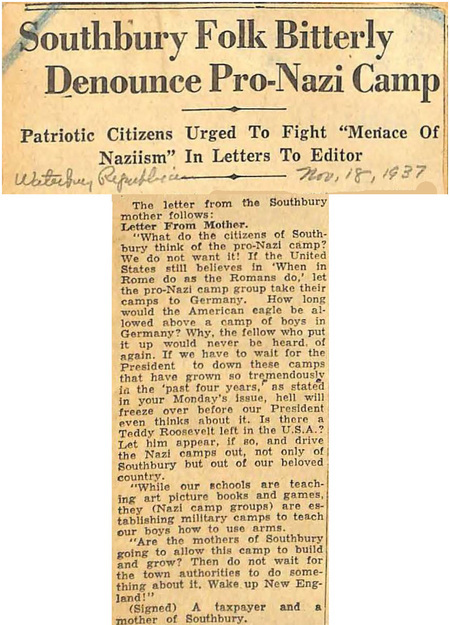 Southbury Folk Bitterly
Denounce Pro-Nazi Camp
Patriotic Citizens Urged To Fight "Menace Of
Naziism" In Letters To Editor
Waterbury Republican Nov. 18, 1937
The letter from the Southbury
mother follows:
Letter From Mother.
"What do the citizens of South-
bury think of the pro-Nazi camp?
We do not want it! If the United
States still believes in 'When in
Rome do as the Romans do,' let
the pro-Nazi camp group take their
camps to Germany. How long
would the American eagle be al-
lowed above a camp of boys in
Germany? Why, the fellow who put
it up would never be heard of
again. If we have to wait for the
President to down these camps
that have grown so tremendously
in the 'past four years,' as stated
in your Monday's issue, hell will
freeze over before our President
even thinks about it. Is there a
Teddy Roosevelt left in the U.S.A.?
Let him appear, if so, and drive
the Nazi camps out, not only of
Southbury but out of our beloved
country.
"While our schools are teach-
ing art picture books and games,
they (Nazi camp groups) are es-
tablishing military camps to teach
our boys how to use arms.
"Are the mothers of Southbury
going to allow this camp to build
and grow? Then do not wait for
the town authorities to do some-
thing about it. Wake up New Eng-
land!"
(Signed) A taxpayer and a
mother of Southbury.